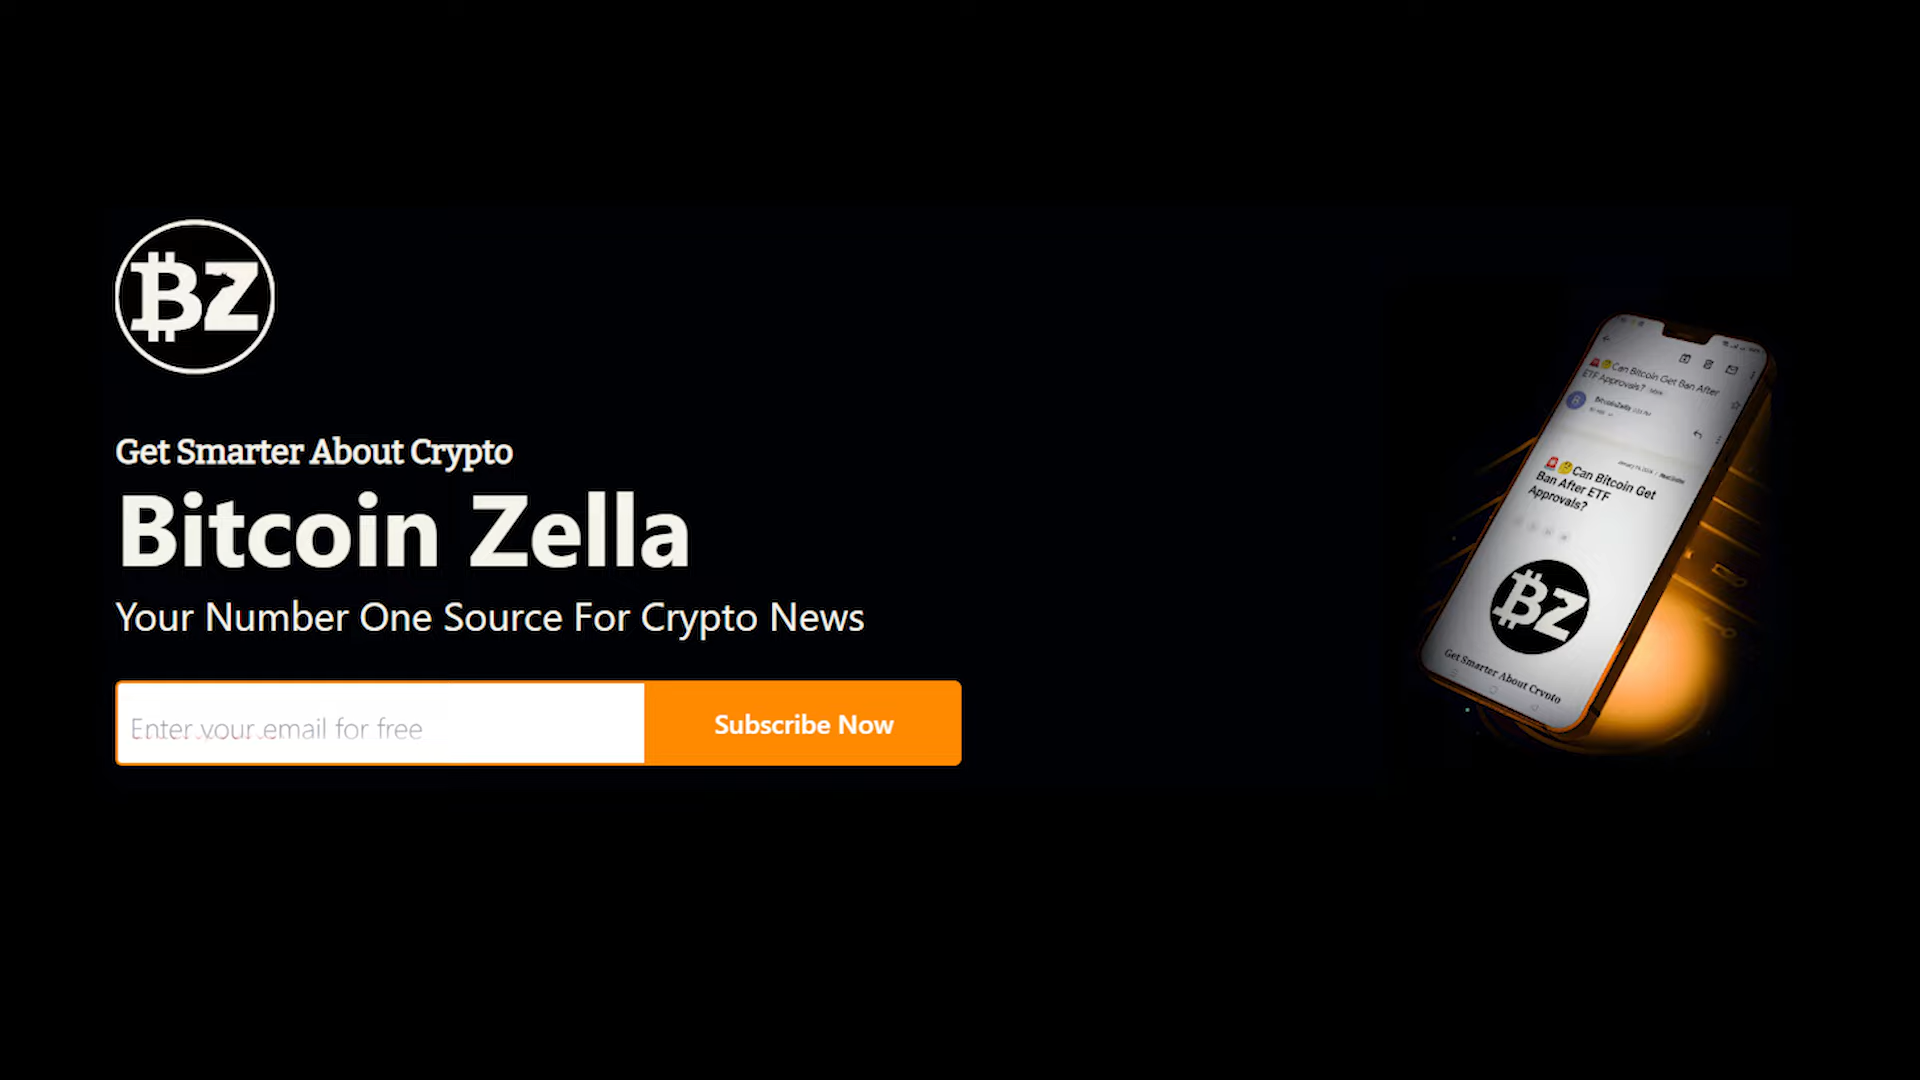 BZ
Get Smarter About Crypto
Bitcoin Zella
Your Number One Source For Crypto News
Enter your email for free
Subscribe Now
🚨🤔Can Bitcoin Get Ban After
ETF Approvals?
B
BitcoinZella
🚨🤔Can Bitcoin Get
Ban After ETF
Approvals?
BZ
Get Smarter About Crypto